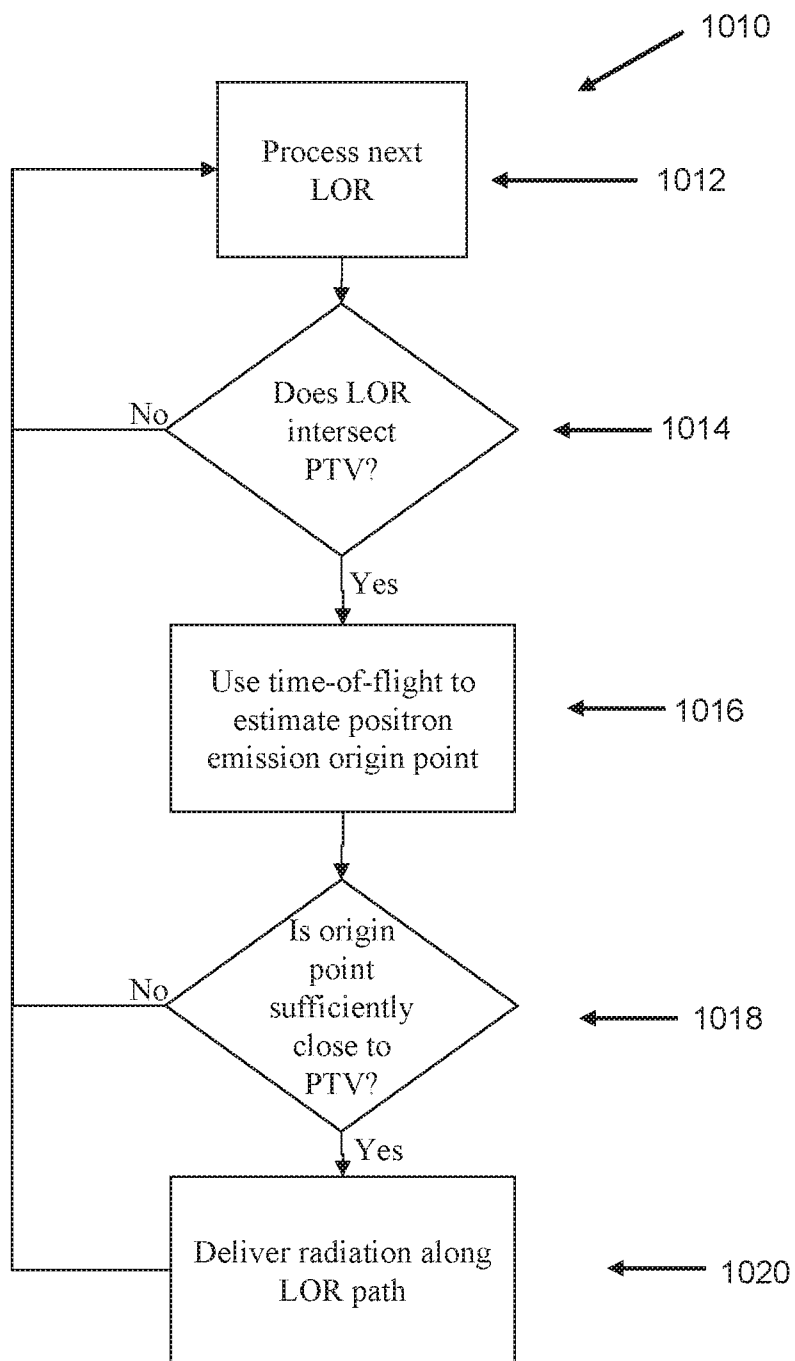 1010
Process next
LOR
1012
Does LOR
intersect
PTV?
1014
No
Yes
Use time-of-flight to
estimate positron
emission origin point
1016
Is origin
point
sufficiently
close to
PTV?
1018
No
Yes
Deliver radiation along
LOR path
1020